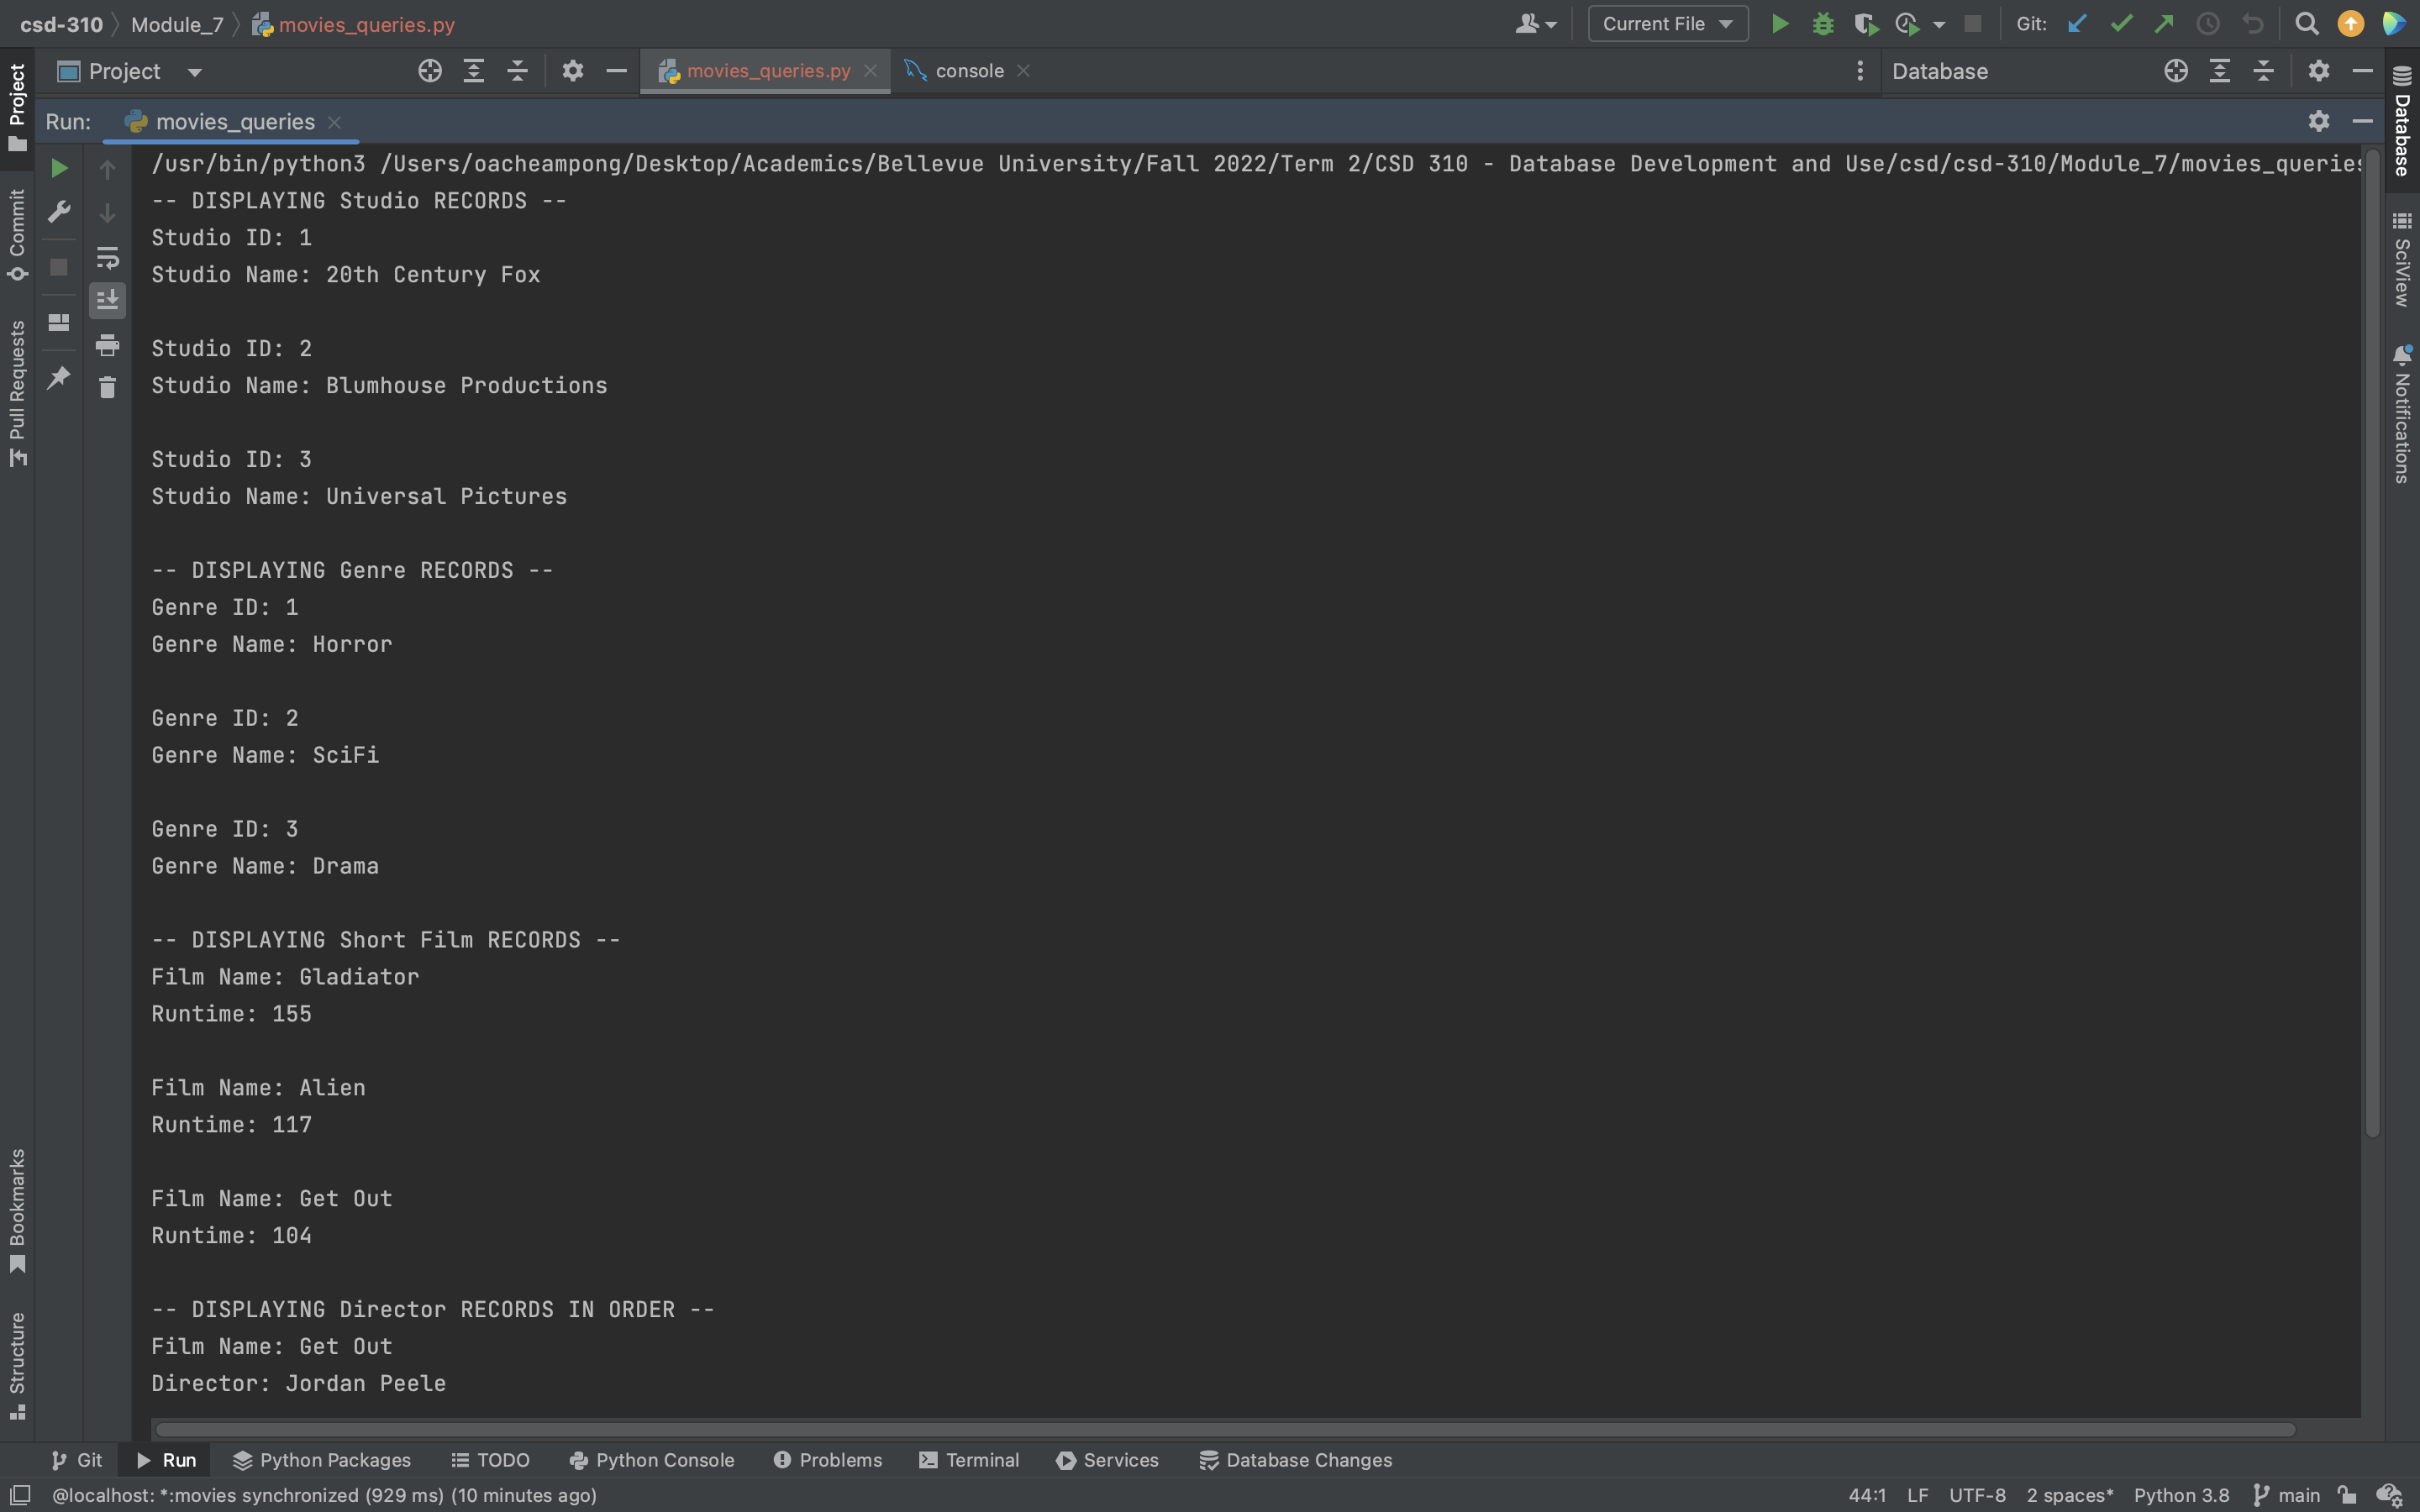 csd-310 Module_7 movies_queries.py
Current File Git:
Project movies_queries.py console Database
Run: movies_queries
/usr/bin/python3 /Users/oacheampong/Desktop/Academics/Bellevue University/Fall 2022/Term 2/CSD 310 - Database Development and Use/csd/csd-310/Module_7/movies_queries
-- DISPLAYING Studio RECORDS --
Studio ID: 1
Studio Name: 20th Century Fox
Studio ID: 2
Studio Name: Blumhouse Productions
Studio ID: 3
Studio Name: Universal Pictures
-- DISPLAYING Genre RECORDS --
Genre ID: 1
Genre Name: Horror
Genre ID: 2
Genre Name: SciFi
Genre ID: 3
Genre Name: Drama
-- DISPLAYING Short Film RECORDS --
Film Name: Gladiator
Runtime: 155
Film Name: Alien
Runtime: 117
Film Name: Get Out
Runtime: 104
-- DISPLAYING Director RECORDS IN ORDER --
Film Name: Get Out
Director: Jordan Peele
Project
Commit
Pull Requests
Bookmarks
Structure
Database
SciView
Notifications
Git Run Python Packages TODO Python Console Problems Terminal Services Database Changes
@localhost: *:movies synchronized (929 ms) (10 minutes ago) 44:1 LF UTF-8 2 spaces* Python 3.8 main